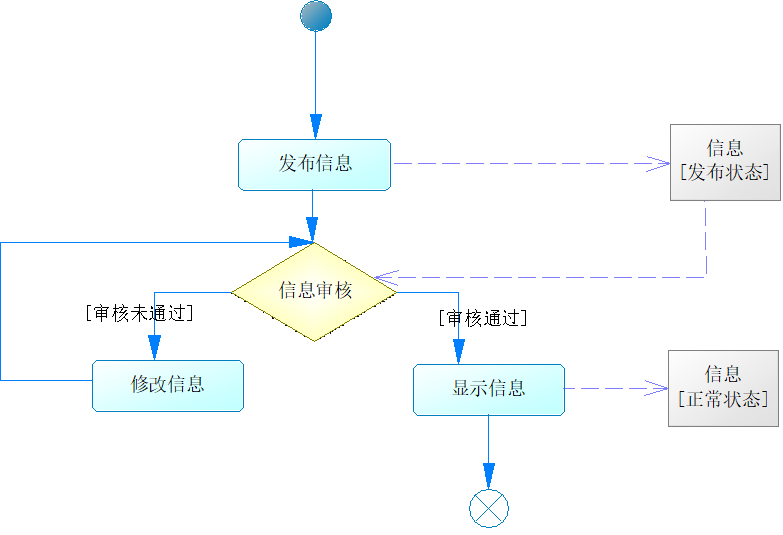 发布信息
信息
[发布状态]
信息审核
[审核未通过]
[审核通过]
修改信息
显示信息
信息
[正常状态]